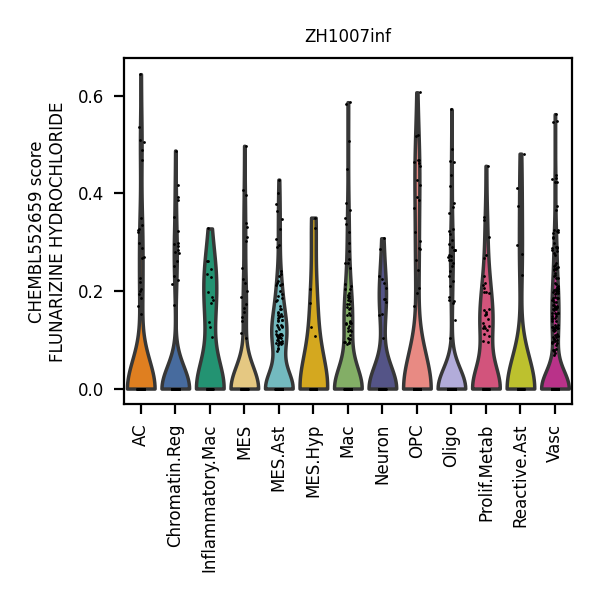 ZH1007inf
CHEMBL552659 score
FLUNARIZINE HYDROCHLORIDE
0.6
0.4
0.2
0.0
AC
Chromatin.Reg
Inflammatory.Mac
MES
MES.Ast
MES.Hyp
Mac
Neuron
OPC
Oligo
Prolif.Metab
Reactive.Ast
Vasc